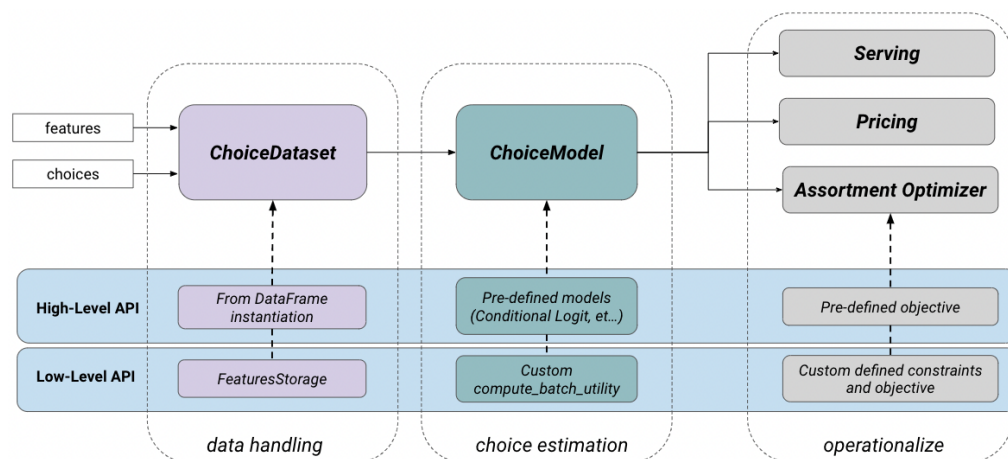 Serving
features
choices
ChoiceDataset
ChoiceModel
Pricing
Assortment Optimizer
High-Level API
From DataFrame
instantiation
Pre-defined models
(Conditional Logit, et...)
Pre-defined objective
Low-Level API
FeaturesStorage
Custom
compute_batch_utility
Custom defined constraints
and objective
data handling
choice estimation
operationalize